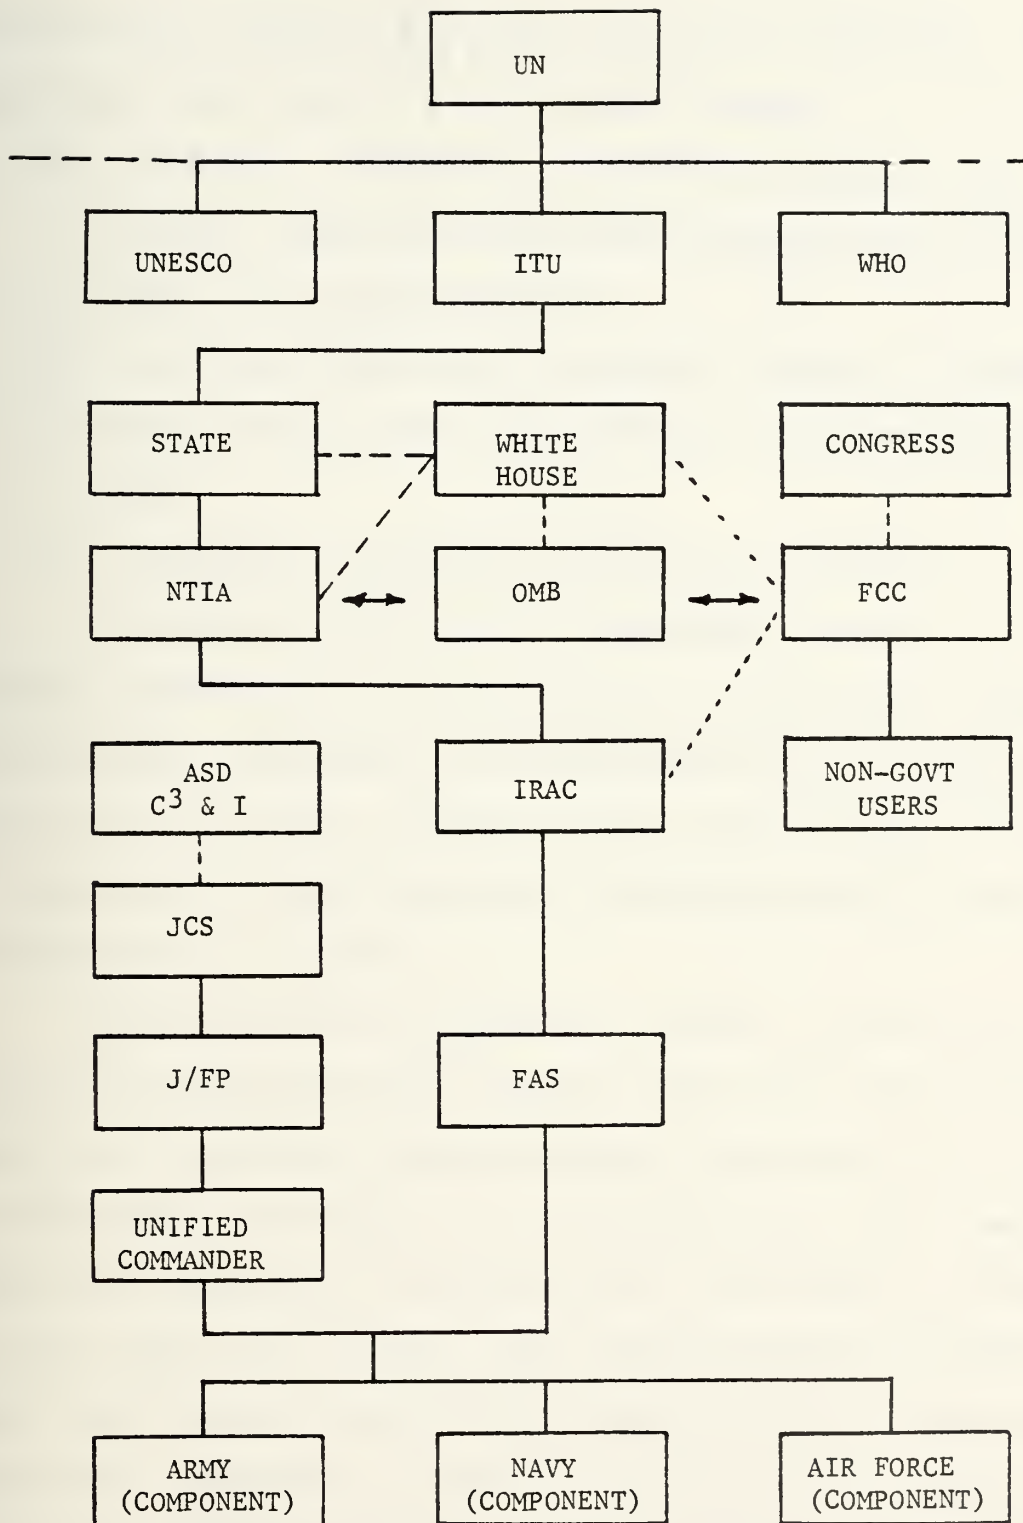 UN
UNESCO
ITU
WHO
STATE
WHITE
HOUSE
CONGRESS
NTIA
OMB
FCC
ASD
C³ & I
IRAC
NON-GOVT
USERS
JCS
J/FP
FAS
UNIFIED
COMMANDER
ARMY
(COMPONENT)
NAVY
(COMPONENT)
AIR FORCE
(COMPONENT)